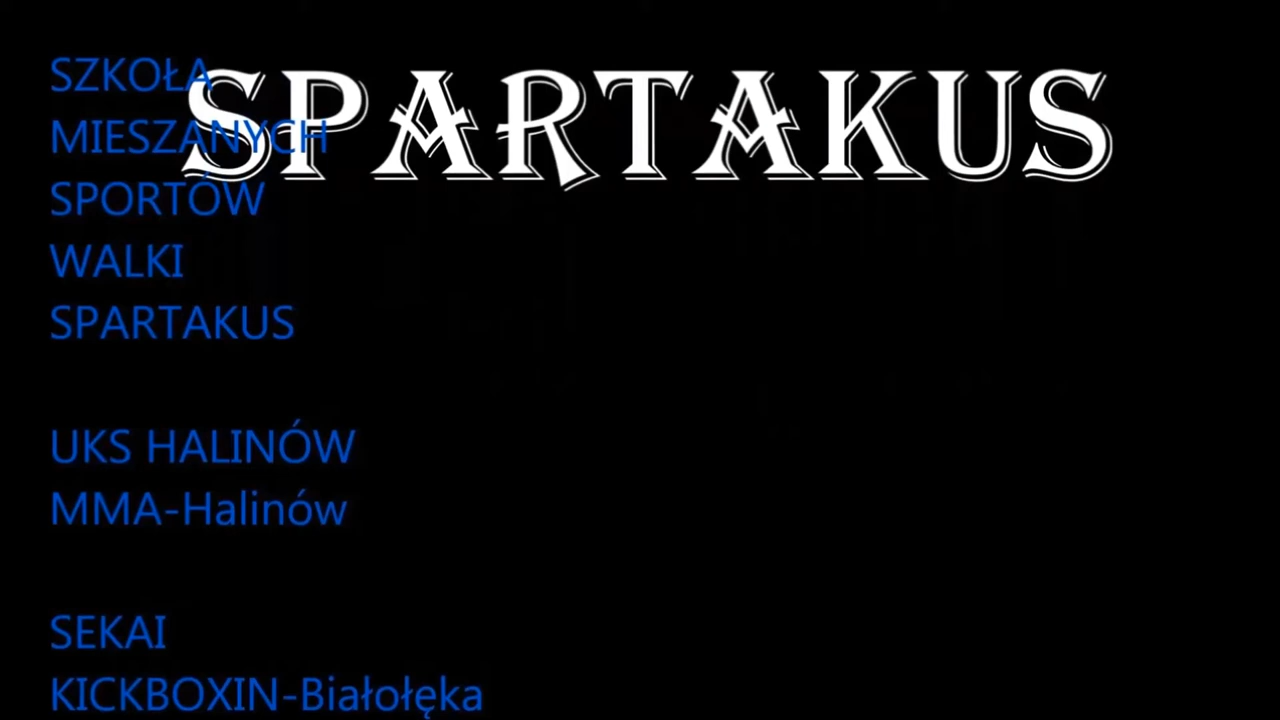 SPARTAKUS
SZKOŁA
MIESZANYCH
SPORTÓW
WALKI
SPARTAKUS
UKS HALINÓW
MMA-Halinów
SEKAI
KICKBOXIN-Białołęka